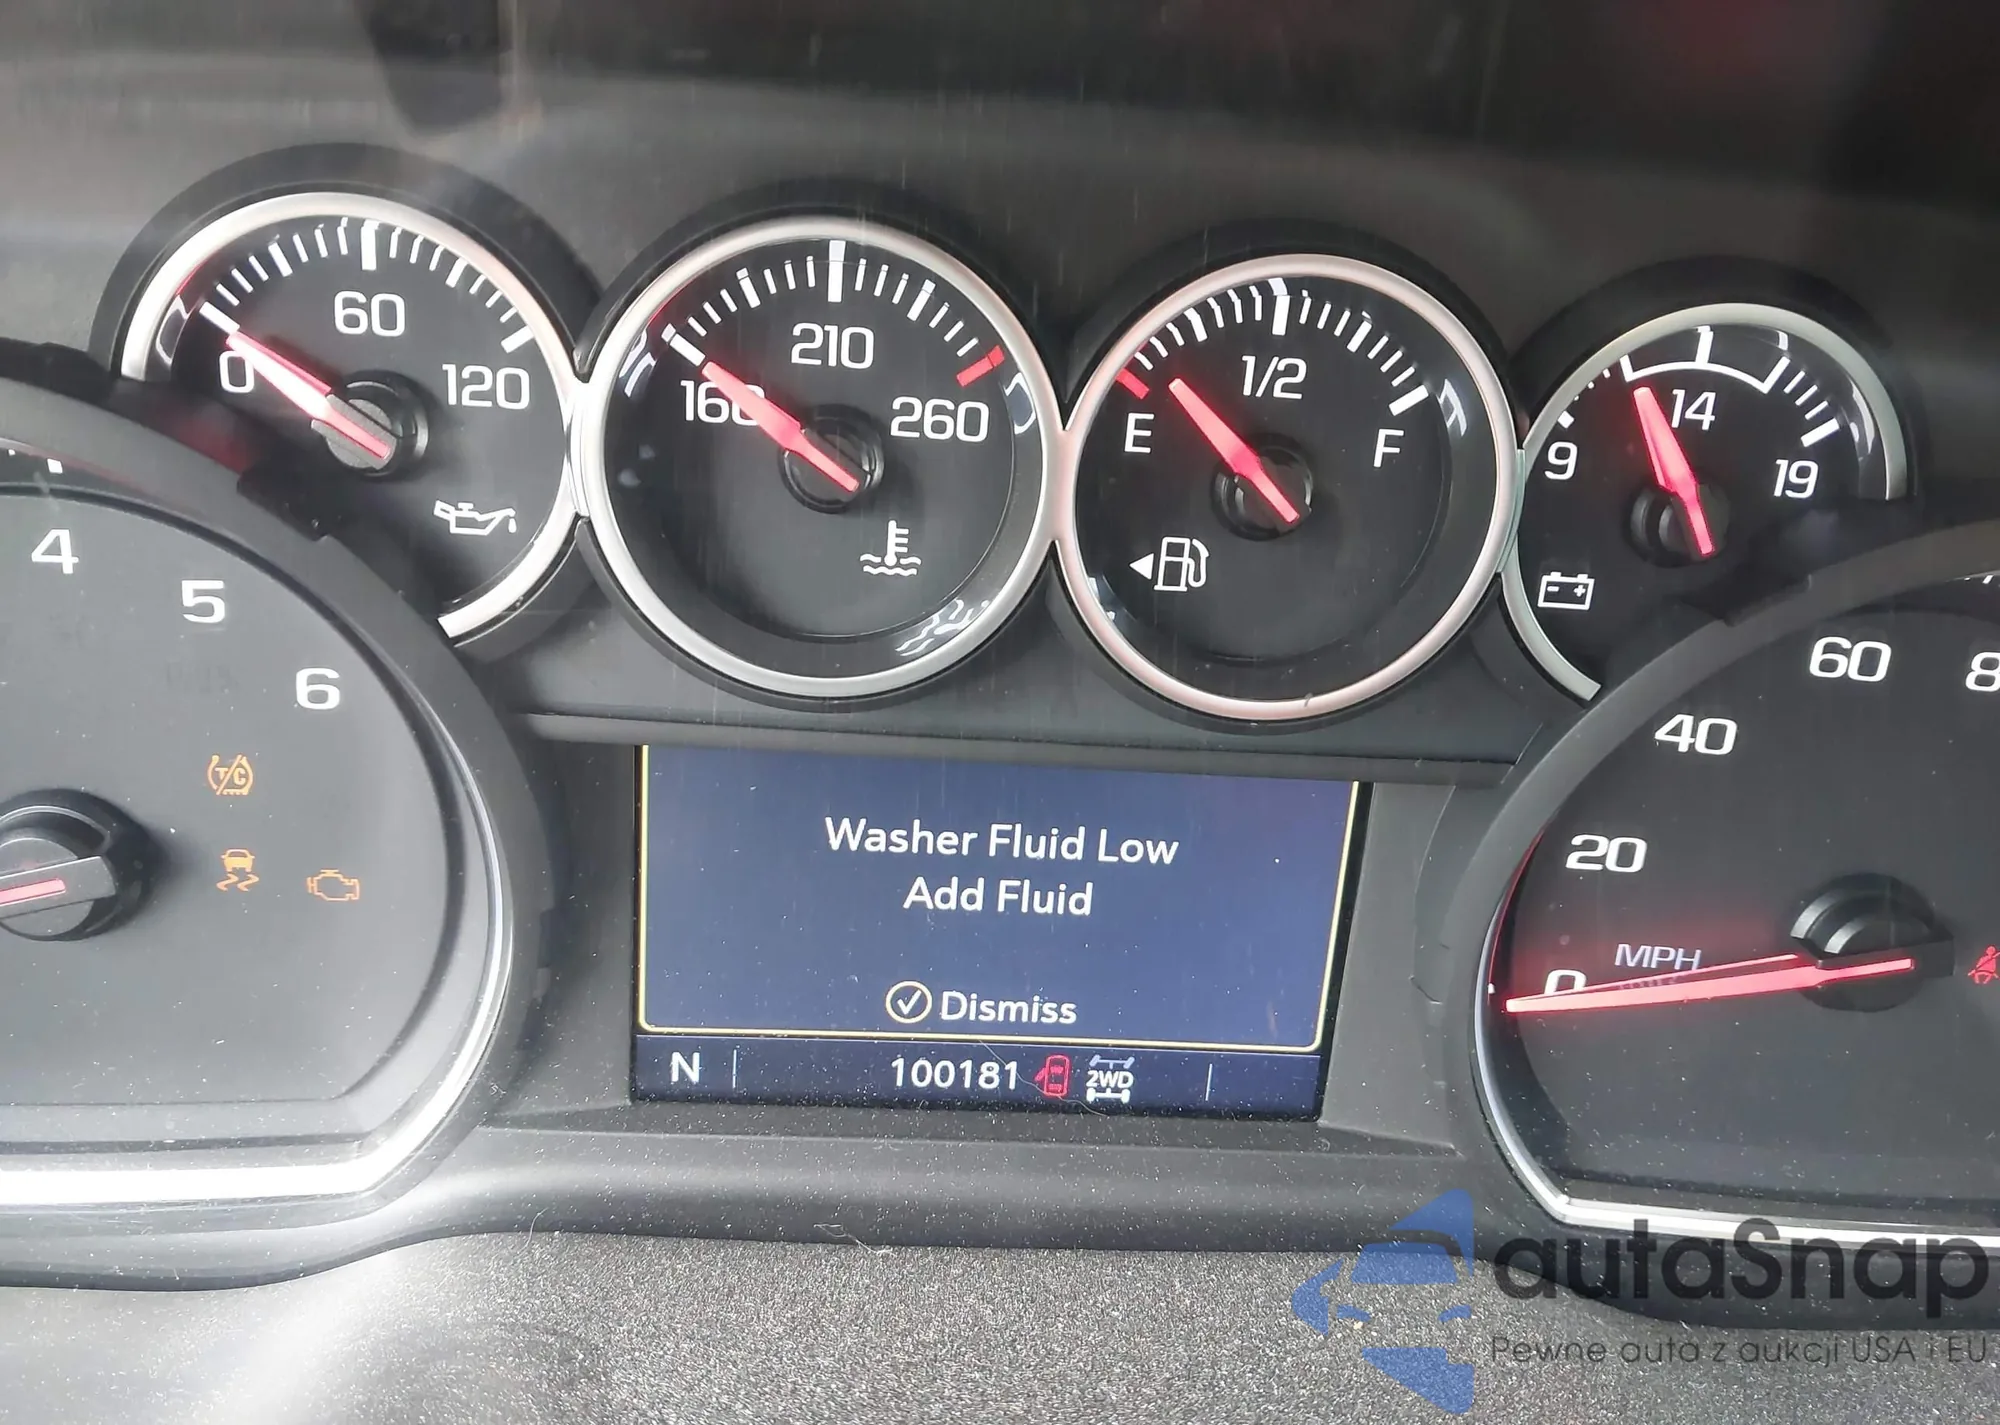 60
0
120
210
160
260
1/2
E
F
14
9
19
4
5
6
60
40
20
MPH
0
T/C
Washer Fluid Low
Add Fluid
Dismiss
N
100181
2WD
autaSnap
Pewne auta z aukcji USA i EU